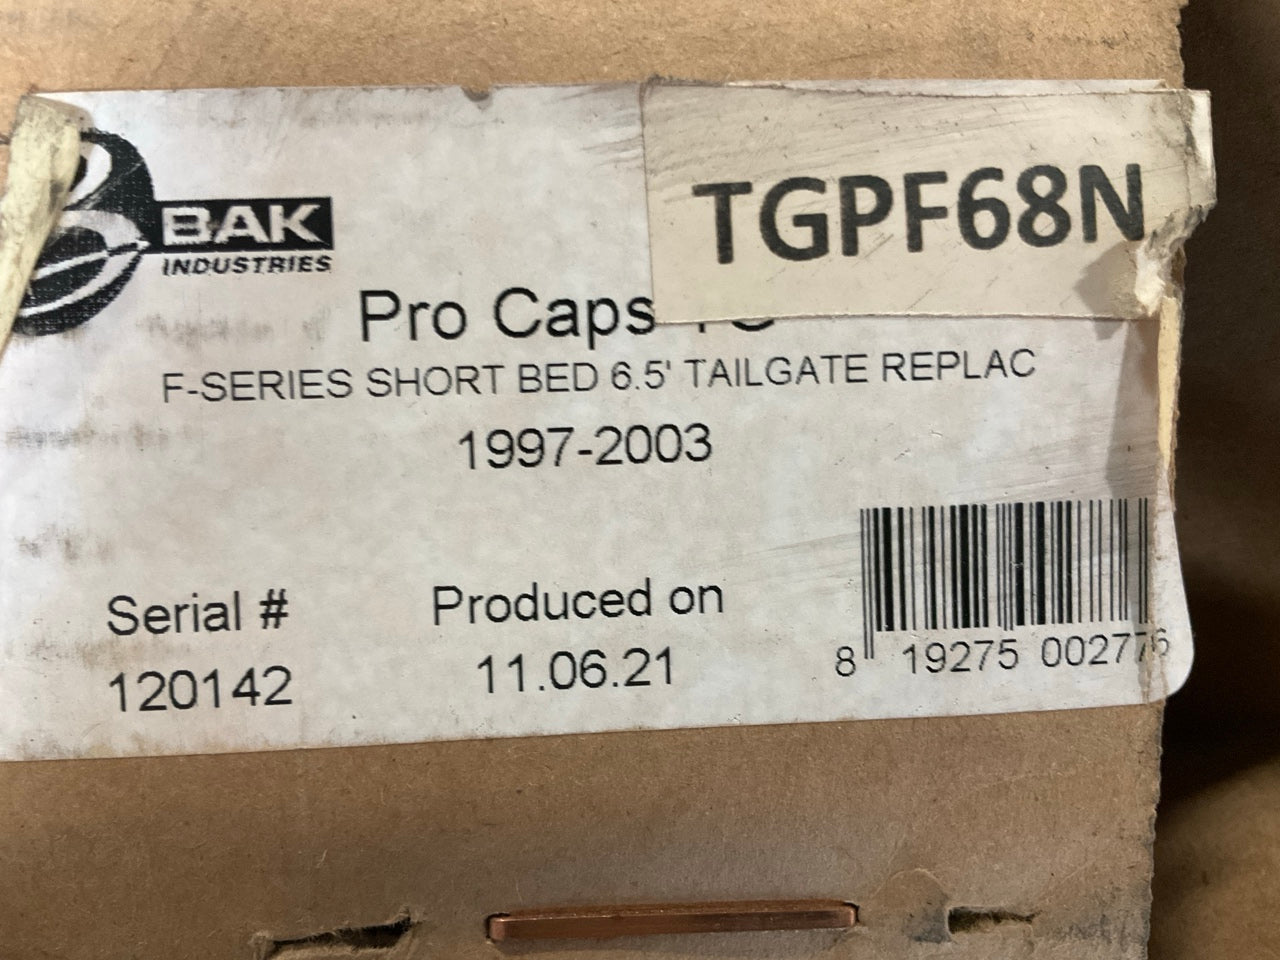 BAK
INDUSTRIES
TGPF68N
Pro Caps
F-SERIES SHORT BED 6.5' TAILGATE REPLAC
1997-2003
Serial #
120142
Produced on
11.06.21
8 19275 002776